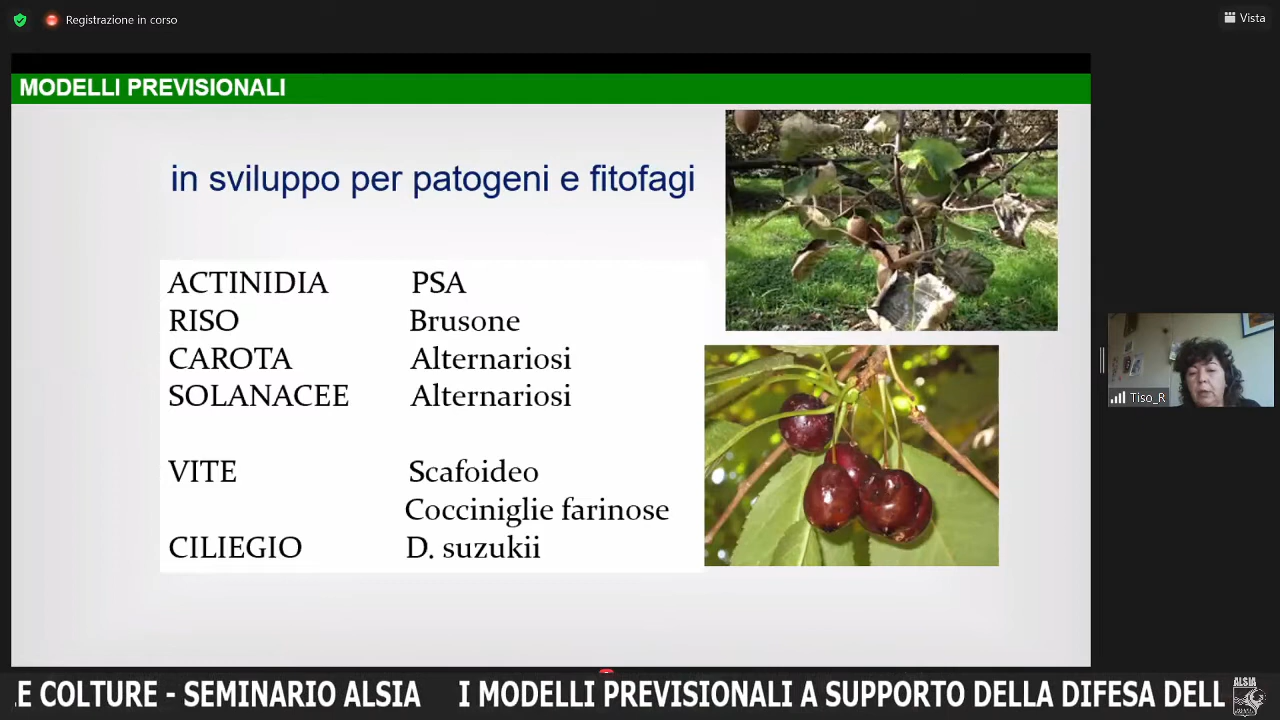 Registrazione in corso
Vista
MODELLI PREVISIONALI
in sviluppo per patogeni e fitofagi
ACTINIDIA PSA
RISO Brusone
CAROTA Alternariosi
SOLANACEE Alternariosi
VITE Scafoideo
Cocciniglie farinose
CILIEGIO D. suzukii
Tiso_R
E COLTURE - SEMINARIO ALSIA I MODELLI PREVISIONALI A SUPPORTO DELLA DIFESA DELL
ALSIA